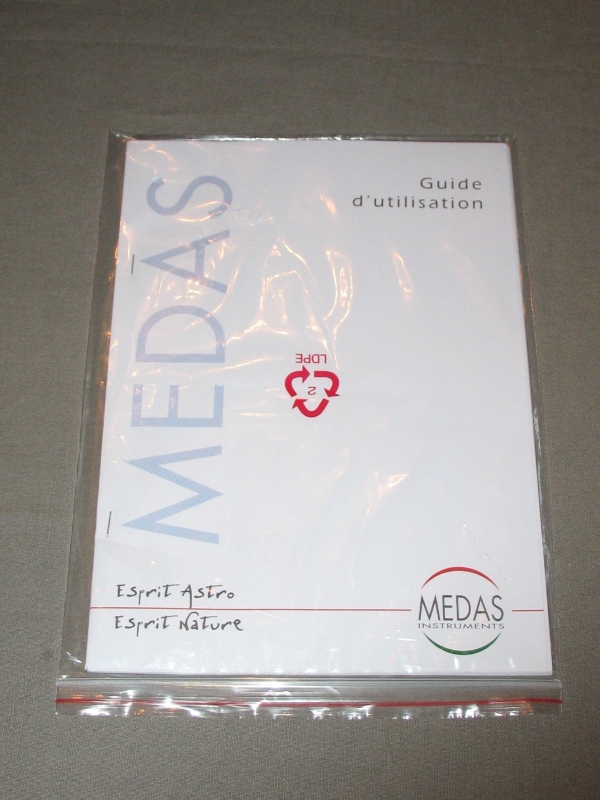 Guide
d'utilisation
MEDAS
2
LDPE
Esprit Astro
Esprit Nature
MEDAS
INSTRUMENTS